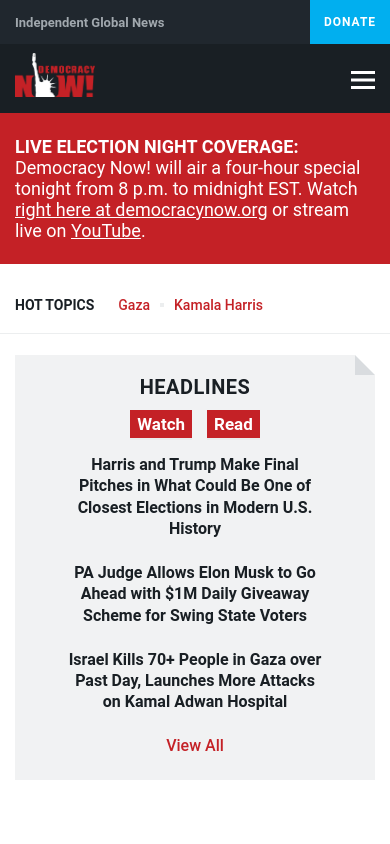 Independent Global News
DONATE
DEMOCRACY
NOW!
LIVE ELECTION NIGHT COVERAGE:
Democracy Now! will air a four-hour special
tonight from 8 p.m. to midnight EST. Watch
right here at democracynow.org or stream
live on YouTube.
HOT TOPICS Gaza Kamala Harris
HEADLINES
Watch Read
Harris and Trump Make Final
Pitches in What Could Be One of
Closest Elections in Modern U.S.
History
PA Judge Allows Elon Musk to Go
Ahead with $1M Daily Giveaway
Scheme for Swing State Voters
Israel Kills 70+ People in Gaza over
Past Day, Launches More Attacks
on Kamal Adwan Hospital
View All